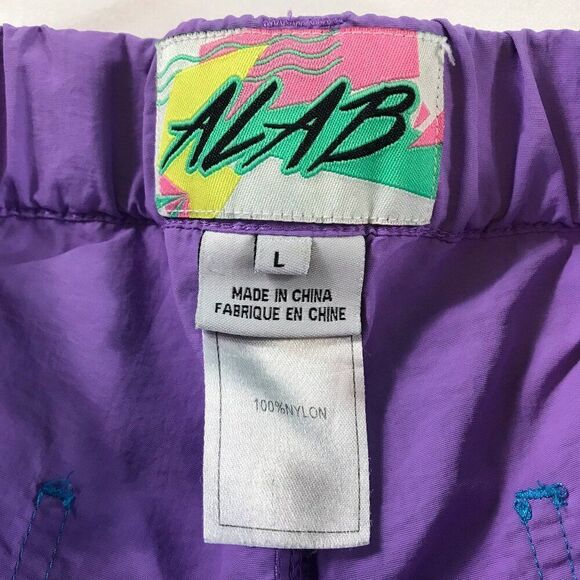 ALAB
L
MADE IN CHINA
FABRIQUE EN CHINE
100%NYLON